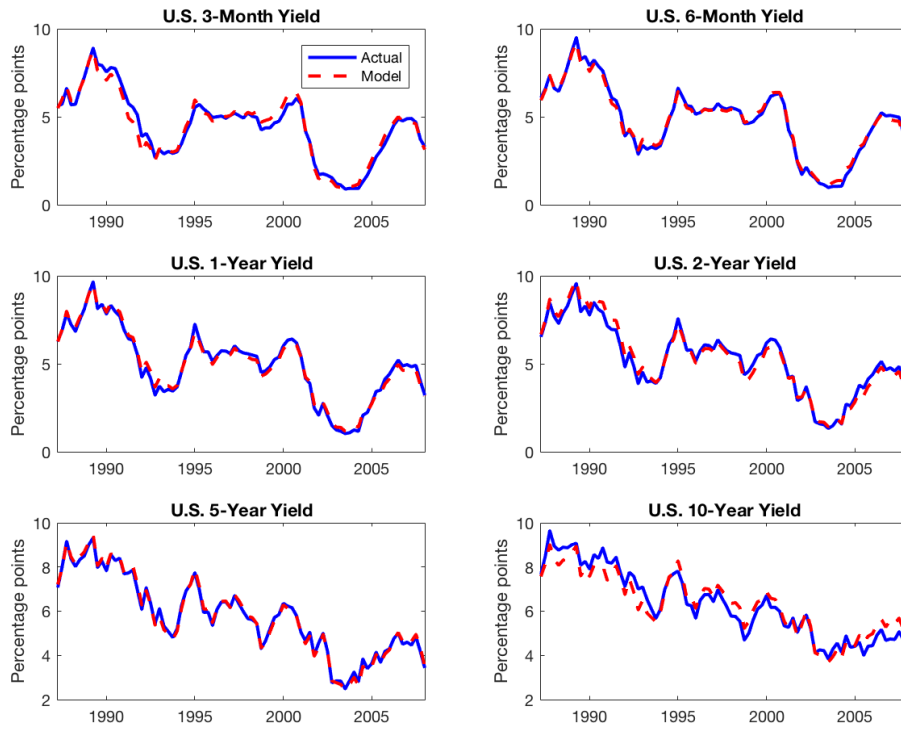 U.S. 3-Month Yield
Percentage points
10
5
0
1990 1995 2000 2005
Actual
Model
U.S. 6-Month Yield
Percentage points
10
5
0
1990 1995 2000 2005
U.S. 1-Year Yield
Percentage points
10
5
0
1990 1995 2000 2005
U.S. 2-Year Yield
Percentage points
10
5
0
1990 1995 2000 2005
U.S. 5-Year Yield
Percentage points
10
8
6
4
2
1990 1995 2000 2005
U.S. 10-Year Yield
Percentage points
10
8
6
4
2
1990 1995 2000 2005